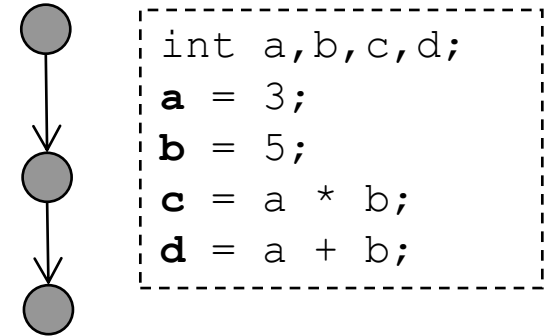 int a,b,c,d;
a = 3;
b = 5;
c = a * b;
d = a + b;